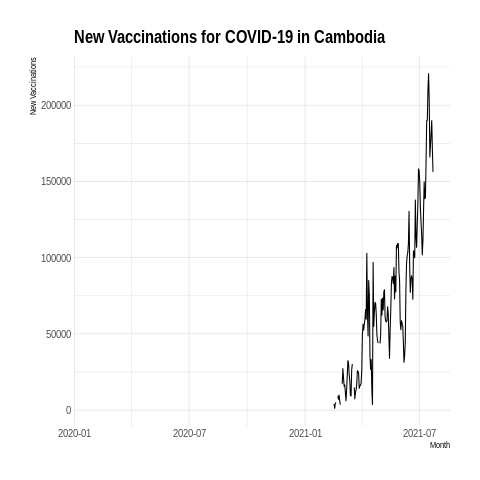 New Vaccinations for COVID-19 in Cambodia
New Vaccinations
200000
150000
100000
50000
0
2020-01 2020-07 2021-01 2021-07
Month